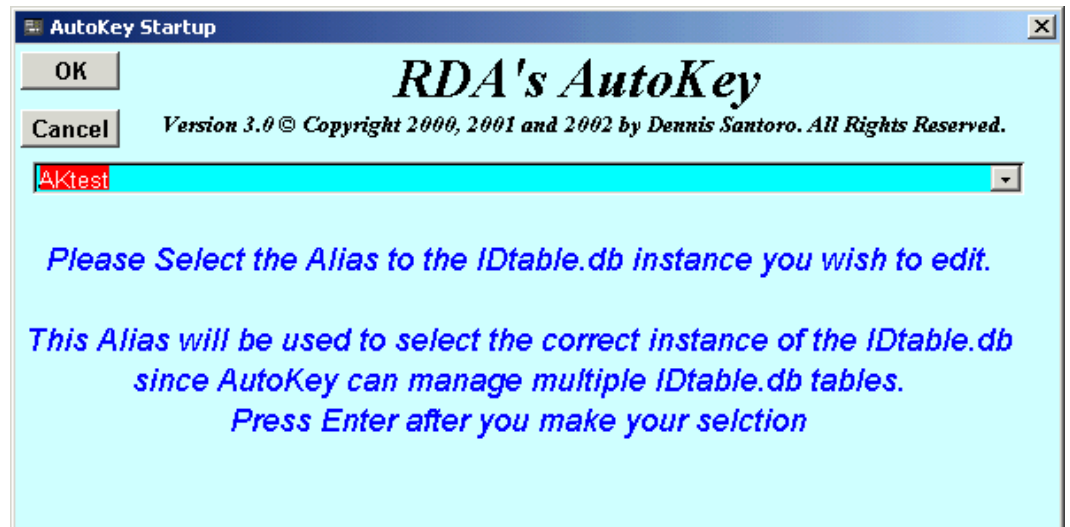 AutoKey Startup
OK
RDA's AutoKey
Cancel
Version 3.0 © Copyright 2000, 2001 and 2002 by Dennis Santoro. All Rights Reserved.
AKtest
Please Select the Alias to the IDtable.db instance you wish to edit.
This Alias will be used to select the correct instance of the IDtable.db
since AutoKey can manage multiple IDtable.db tables.
Press Enter after you make your selction